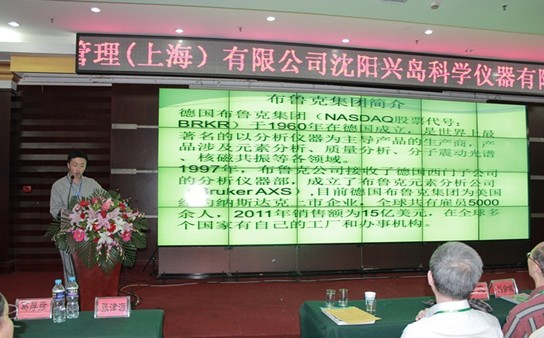 管理(上海)有限公司沈阳兴岛科学仪器有限
布鲁克集团简介
德国布鲁克集团(NASDAQ股票代号:
BRKR)于1960年在德国成立,是世界上最
著名的以分析仪器为主导产品的生产商,产
品涉及元素分析、质量分析、分子震动光谱
、核磁共振等各领域。
1997年,布鲁克公司接收了德国西门子公司
的分析仪器部,成立了布鲁克元素分析公司
(BrukerAXS),目前德国布鲁克集团为美国
纽约纳斯达克上市企业,全球共有雇员5000
余人,2011年销售额为15亿美元,在全球多
个国家有自己的工厂和办事机构。